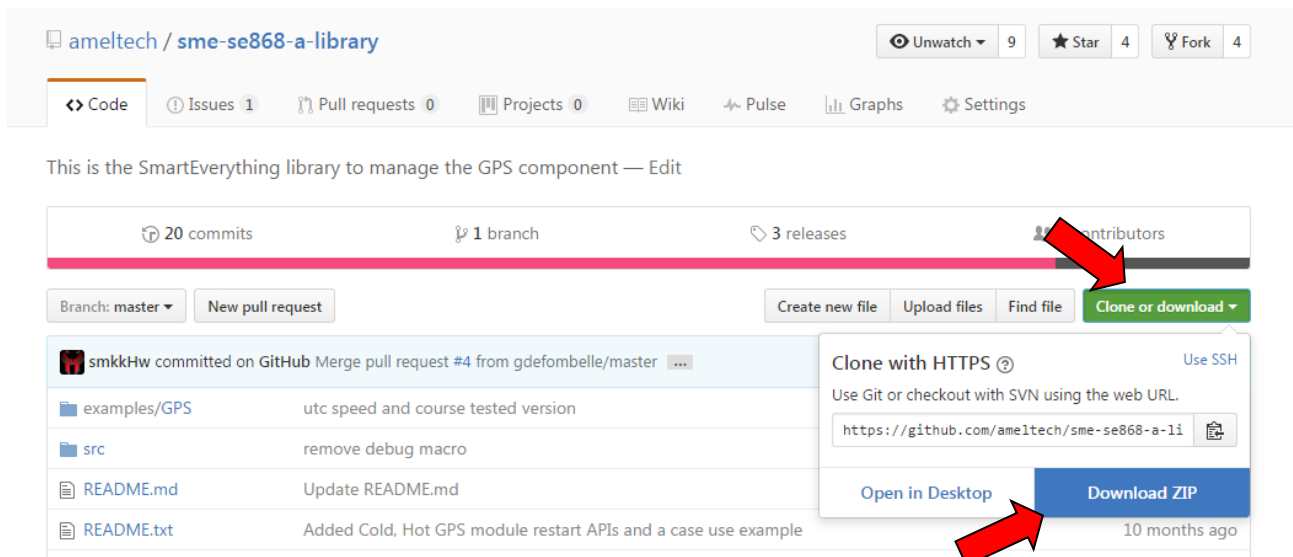 ameltech / sme-se868-a-library
Unwatch 9 Star 4 Fork 4
Code Issues 1 Pull requests 0 Projects 0 Wiki Pulse Graphs Settings
This is the SmartEverything library to manage the GPS component — Edit
20 commits 1 branch 3 releases ntributors
Branch: master New pull request Create new file Upload files Find file Clone or download
smkkHw committed on GitHub Merge pull request #4 from gdefombelle/master ...
Clone with HTTPS ? Use SSH
Use Git or checkout with SVN using the web URL.
https://github.com/ameltech/sme-se868-a-li
Open in Desktop Download ZIP
examples/GPS utc speed and course tested version
src remove debug macro
README.md Update README.md
README.txt Added Cold, Hot GPS module restart APIs and a case use example 10 months ago